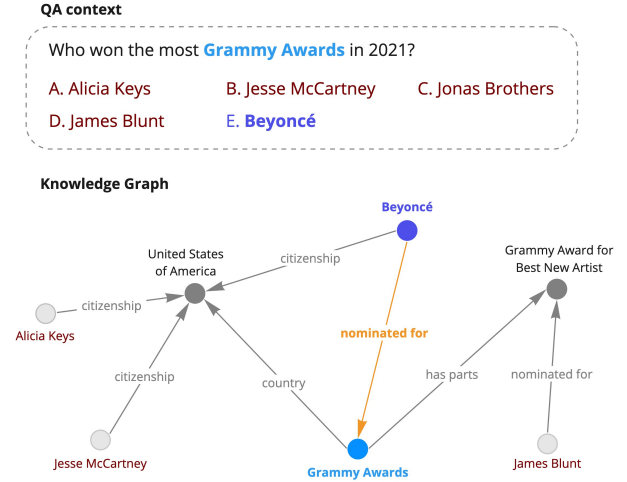 QA context
Who won the most Grammy Awards in 2021?
A. Alicia Keys B. Jesse McCartney C. Jonas Brothers
D. James Blunt E. Beyoncé
Knowledge Graph
Beyoncé
United States
of America
Grammy Award for
Best New Artist
citizenship
citizenship
Alicia Keys
nominated for
citizenship
country
has parts
nominated for
Jesse McCartney
Grammy Awards
James Blunt